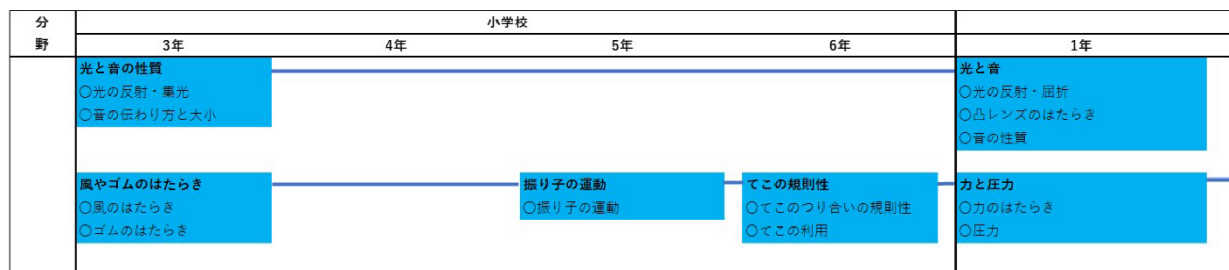 分野
小学校
3年 4年 5年 6年 1年
光と音の性質
○光の反射・集光
○音の伝わり方と大小
光と音
○光の反射・屈折
○凸レンズのはたらき
○音の性質
風やゴムのはたらき
○風のはたらき
○ゴムのはたらき
振り子の運動
○振り子の運動
てこの規則性
○てこのつり合いの規則性
○てこの利用
力と圧力
○力のはたらき
○圧力